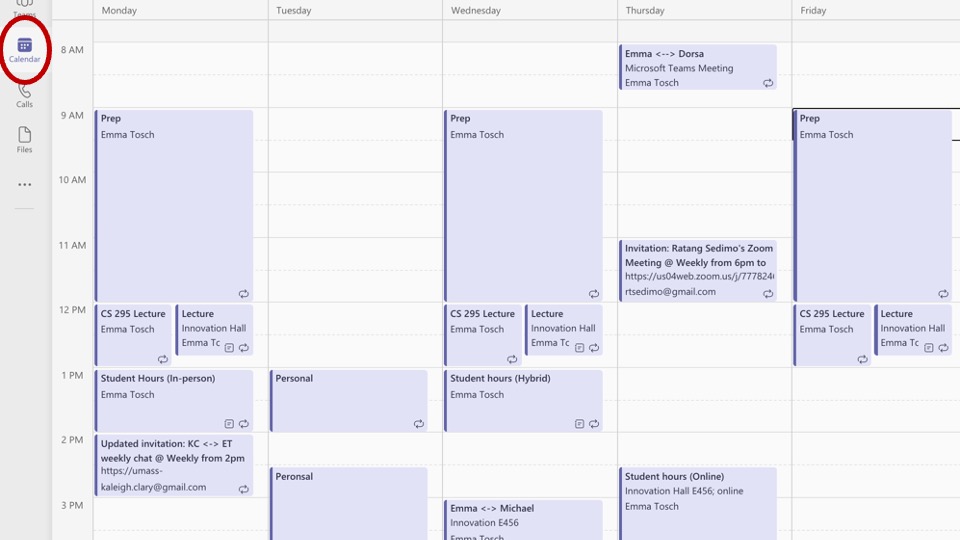 Monday
Tuesday
Wednesday
Thursday
Friday
Teams
Calendar
Calls
Files
8 AM
9 AM
10 AM
11 AM
12 PM
1 PM
2 PM
3 PM
Prep
Emma Tosch
CS 295 Lecture
Emma Tosch
Lecture
Innovation Hall
Emma Tc
Student Hours (In-person)
Emma Tosch
Updated invitation: KC <-> ET
weekly chat @ Weekly from 2pm
https://umass-
kaleigh.clary@gmail.com
Personal
Peronsal
Prep
Emma Tosch
CS 295 Lecture
Emma Tosch
Lecture
Innovation Hall
Emma Tc
Student hours (Hybrid)
Emma Tosch
Emma <-> Michael
Innovation E456
Emma Tosch
Emma <--> Dorsa
Microsoft Teams Meeting
Emma Tosch
Invitation: Ratang Sedimo's Zoom
Meeting @ Weekly from 6pm to
https://us04web.zoom.us/j/777824
rtsedimo@gmail.com
Student hours (Online)
Innovation Hall E456; online
Emma Tosch
Prep
Emma Tosch
CS 295 Lecture
Emma Tosch
Lecture
Innovation Hall
Emma Tc